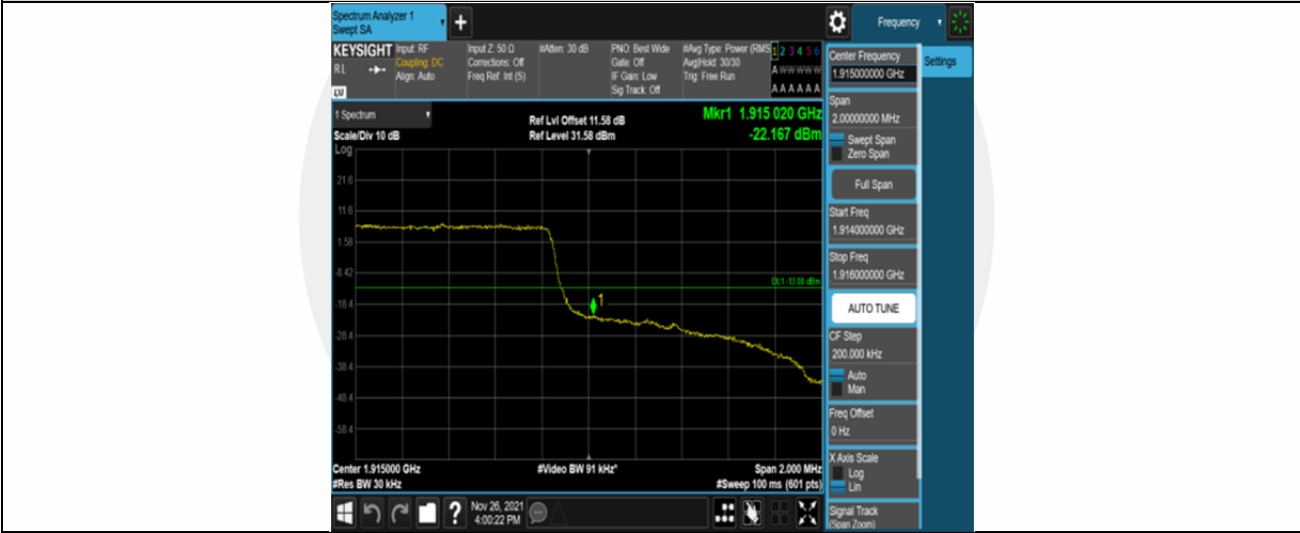 Spectrum Analyzer 1
Swept SA
+
Frequency
KEYSIGHT
RL
Input: RF
Coupling: DC
Align: Auto
Input Z: 50 Ω
Corrections: Off
Freq Ref: Int (S)
#Atten: 30 dB
PNO: Best Wide
Gate: Off
IF Gain: Low
Sig Track: Off
#Avg Type: Power (RMS
Avg|Hold: 30/30
Trig: Free Run
1 2 3 4 5 6
A W W W W W
A A A A A A
1 Spectrum
Scale/Div 10 dB
Log
Ref Lvl Offset 11.58 dB
Ref Level 31.58 dBm
Mkr1 1.915 020 GHz
-22.167 dBm
21.6
11.6
1.58
-8.42
-18.4
-28.4
-38.4
-48.4
-58.4
DL1 -13.00 dBm
1
Center 1.915000 GHz
#Res BW 30 kHz
#Video BW 91 kHz*
Span 2.000 MHz
#Sweep 100 ms (601 pts)
?
Nov 26, 2021
4:00:22 PM
Center Frequency
1.915000000 GHz
Span
2.00000000 MHz
Swept Span
Zero Span
Full Span
Start Freq
1.914000000 GHz
Stop Freq
1.916000000 GHz
AUTO TUNE
CF Step
200.000 kHz
Auto
Man
Freq Offset
0 Hz
X Axis Scale
Log
Lin
Signal Track
(Span Zoom)
Settings